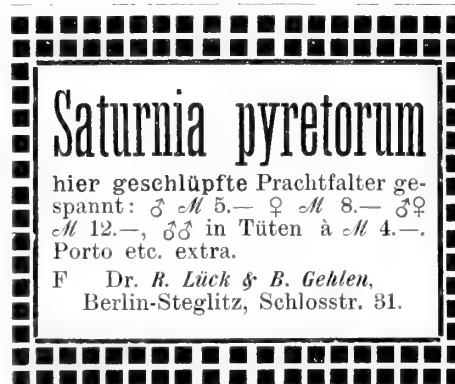 Saturnia pyretorum
hier geschlüpfte Prachtfalter ge-
spannt: ♂ ℳ 5.— ♀ ℳ 8.— ♂♀
ℳ 12.—, ♂♂ in Tüten à ℳ 4.—.
Porto etc. extra.
F Dr. R. Lück & B. Gehlen,
Berlin-Steglitz, Schlosstr. 31.